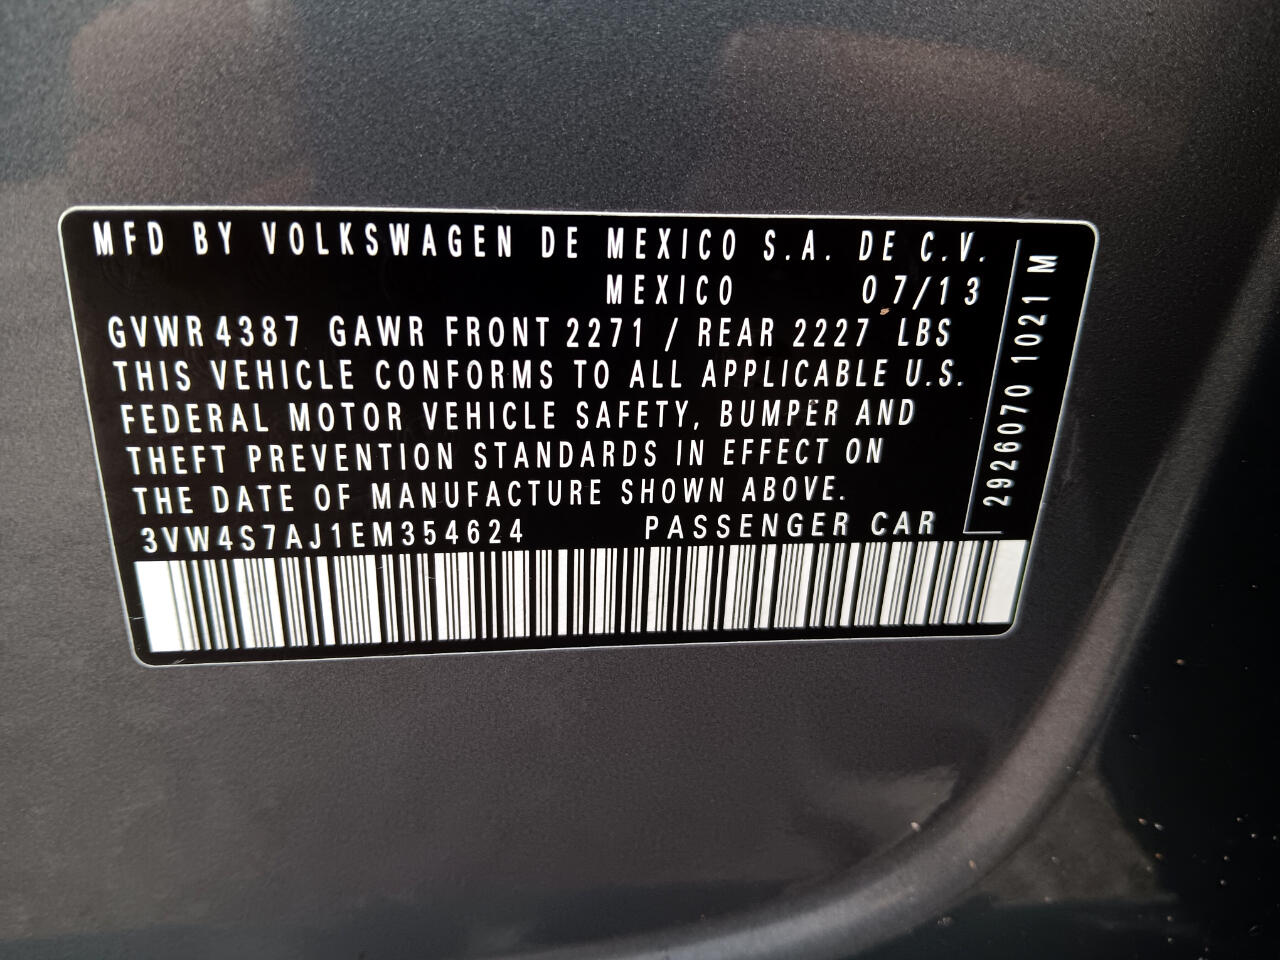 MFD BY VOLKSWAGEN DE MEXICO S.A. DE C.V.
MEXICO 07/13
GVWR 4387 GAWR FRONT 2271 / REAR 2227 LBS
THIS VEHICLE CONFORMS TO ALL APPLICABLE U.S.
FEDERAL MOTOR VEHICLE SAFETY, BUMPER AND
THEFT PREVENTION STANDARDS IN EFFECT ON
THE DATE OF MANUFACTURE SHOWN ABOVE.
3VW4S7AJ1EM354624 PASSENGER CAR
2926070 1021 M